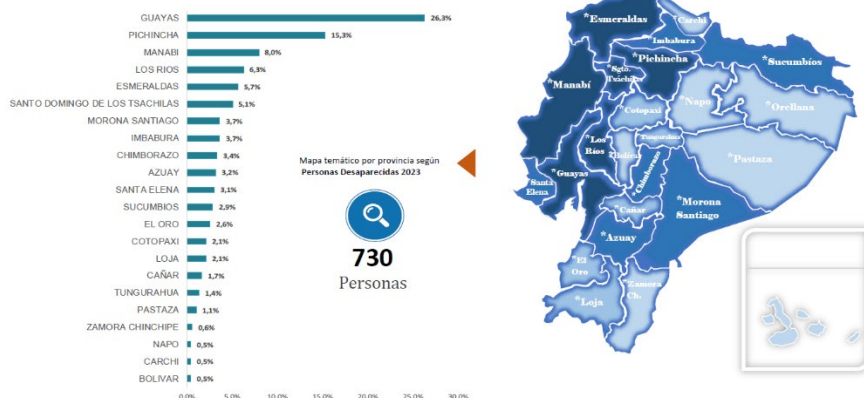 GUAYAS 26,3%
PICHINCHA 15,3%
MANABI 8,0%
LOS RIOS 6,3%
ESMERALDAS 5,7%
SANTO DOMINGO DE LOS TSACHILAS 5,1%
MORONA SANTIAGO 3,7%
IMBABURA 3,7%
CHIMBORAZO 3,4%
AZUAY 3,2%
SANTA ELENA 3,1%
SUCUMBIOS 2,9%
EL ORO 2,6%
COTOPAXI 2,1%
LOJA 2,1%
CAÑAR 1,7%
TUNGURAHUA 1,4%
PASTAZA 1,1%
ZAMORA CHINCHIPE 0,6%
NAPO 0,5%
CARCHI 0,5%
BOLIVAR 0,5%
0,0% 5,0% 10,0% 15,0% 20,0% 25,0% 30,0%
Mapa temático por provincia según
Personas Desaparecidas 2023
730
Personas
*Esmeraldas
*Carchi
*Imbabura
*Pichincha
*Sucumbíos
*Sgto.
Tsáchilas
*Manabí
*Napo
*Orellana
*Cotopaxi
Tungurahua
*Los
Ríos
*Bolívar
*Pastaza
Chimborazo
*Guayas
*Santa
Elena
*Morona
Santiago
*Cañar
*Azuay
*El
Oro
*Zamora
Ch.
*Loja